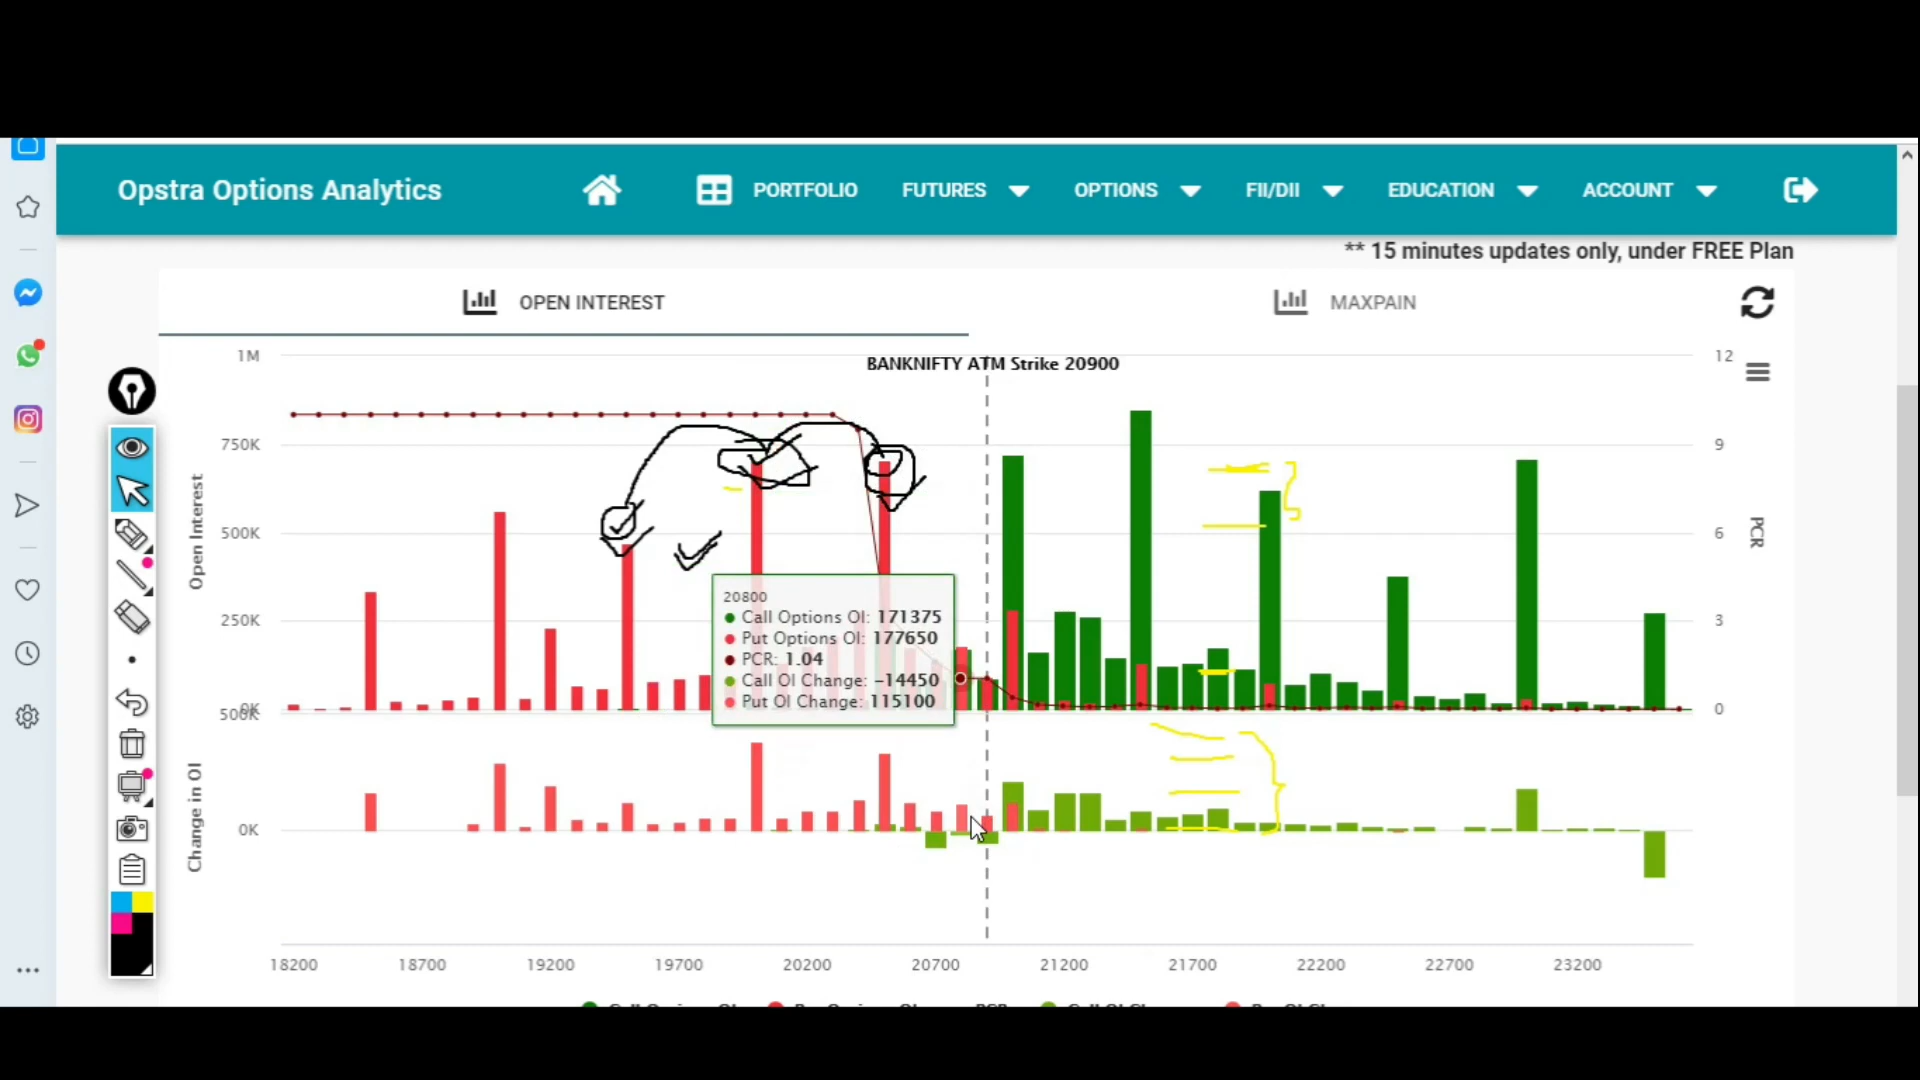 Opstra Options Analytics
PORTFOLIO
FUTURES
OPTIONS
FII/DII
EDUCATION
ACCOUNT
** 15 minutes updates only, under FREE Plan
OPEN INTEREST
MAXPAIN
BANKNIFTY ATM Strike 20900
1M
750K
500K
250K
0K
500K
0K
Open Interest
Change in OI
12
9
6
3
0
PCR
20800
Call Options OI: 171375
Put Options OI: 177650
PCR: 1.04
Call OI Change: -14450
Put OI Change: 115100
18200
18700
19200
19700
20200
20700
21200
21700
22200
22700
23200